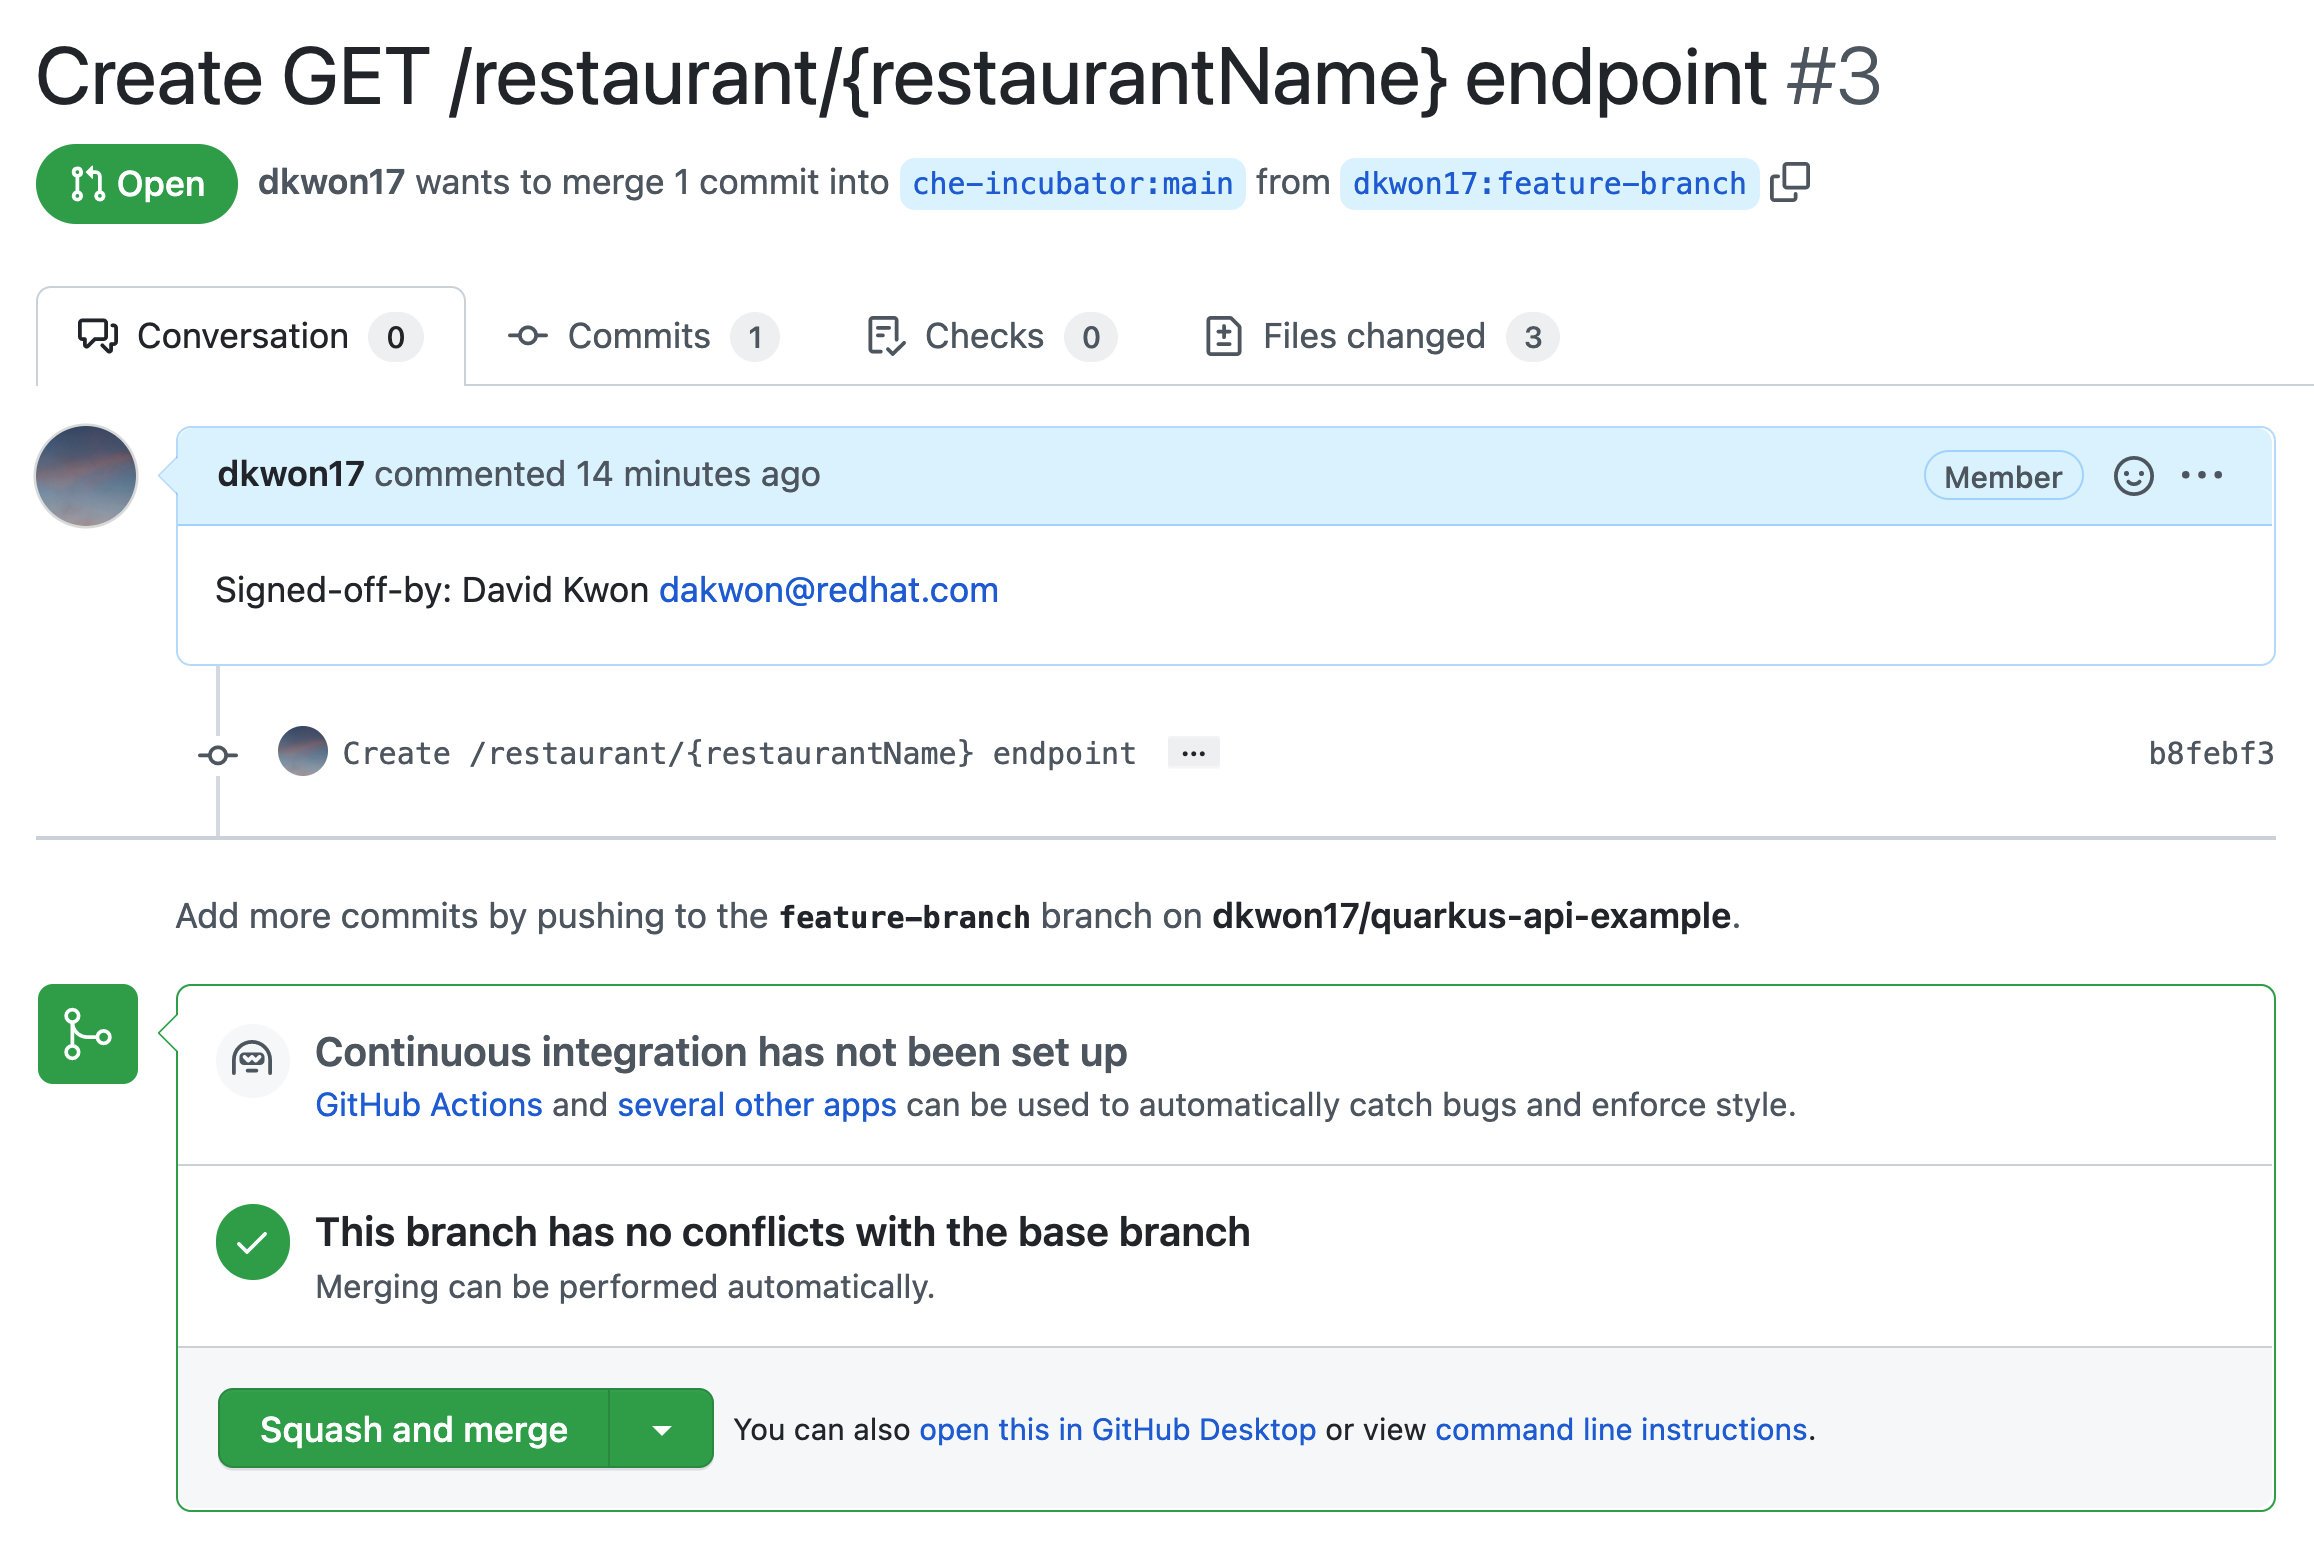 Create GET /restaurant/{restaurantName} endpoint #3
Open dkwon17 wants to merge 1 commit into che-incubator:main from dkwon17:feature-branch
Conversation 0 Commits 1 Checks 0 Files changed 3
dkwon17 commented 14 minutes ago Member ...
Signed-off-by: David Kwon dakwon@redhat.com
Create /restaurant/{restaurantName} endpoint ... b8febf3
Add more commits by pushing to the feature-branch branch on dkwon17/quarkus-api-example.
Continuous integration has not been set up
GitHub Actions and several other apps can be used to automatically catch bugs and enforce style.
This branch has no conflicts with the base branch
Merging can be performed automatically.
Squash and merge You can also open this in GitHub Desktop or view command line instructions.